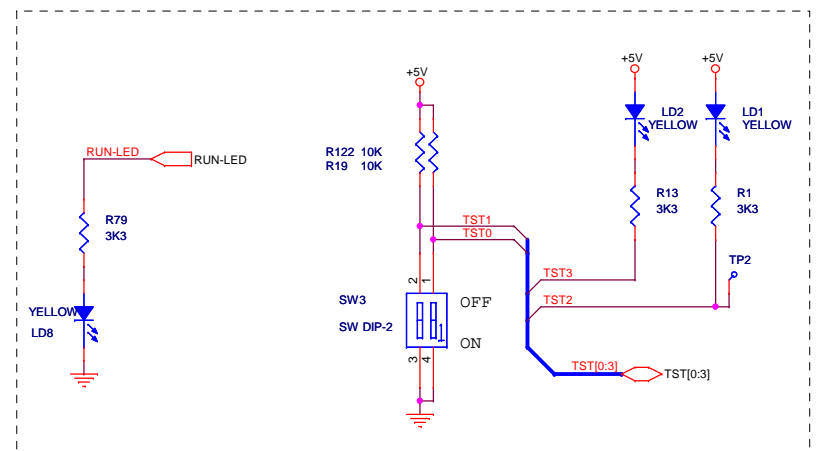 +5V
+5V
+5V
LD2
YELLOW
LD1
YELLOW
RUN-LED
RUN-LED
R122 10K
R19 10K
R79
3K3
R13
3K3
R1
3K3
TST1
TST0
TP2
TST3
TST2
2
1
SW3
SW DIP-2
OFF
ON
1
3
4
YELLOW
LD8
TST[0:3]
TST[0:3]